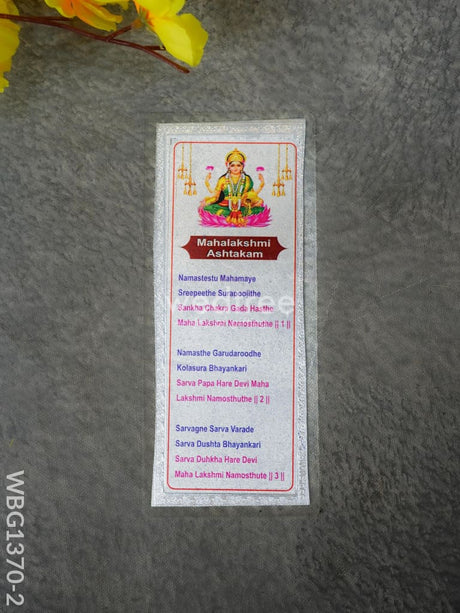 Mahalakshmi
Ashtakam
Namastestu Mahamaye
Sreepeethe Surapoojithe
Sankha Chakra Gada Hasthe
Maha Lakshmi Namosthuthe || 1 ||
Namasthe Garudaroodhe
Kolasura Bhayankari
Sarva Papa Hare Devi Maha
Lakshmi Namosthuthe || 2 ||
Sarvagne Sarva Varade
Sarva Dushta Bhayankari
Sarva Duhkha Hare Devi
Maha Lakshmi Namosthute || 3 ||
wedtree
WBG1370-2